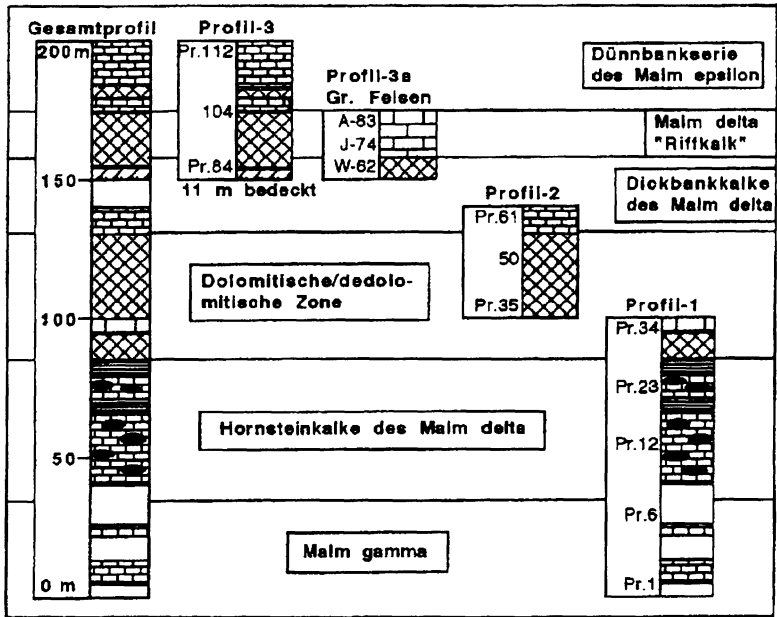 Gesamtprofil
200 m
150
100
50
0 m
Profil-3
Pr.112
104
Pr.84
11 m bedeckt
Profil-3a
Gr. Felsen
A-83
J-74
W-62
Dünnbankserie
des Malm epsilon
Malm delta
"Riffkalk"
Dickbankkalke
des Malm delta
Profil-2
Pr.61
50
Pr.35
Dolomitische/dedolo-
mitische Zone
Profil-1
Pr.34
Pr.23
Pr.12
Pr.6
Pr.1
Hornsteinkalke des Malm delta
Malm gamma